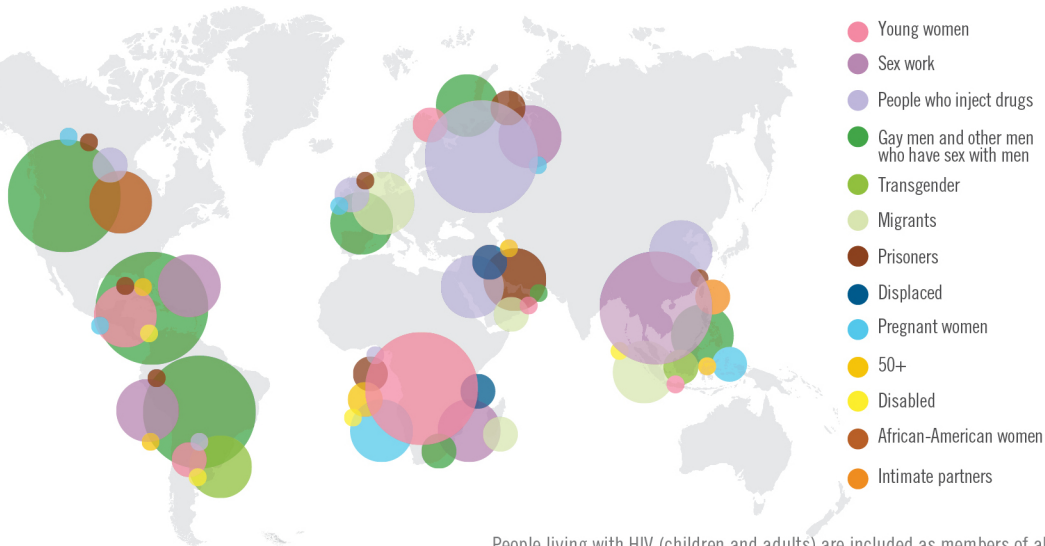 Young women
Sex work
People who inject drugs
Gay men and other men
who have sex with men
Transgender
Migrants
Prisoners
Displaced
Pregnant women
50+
Disabled
African-American women
Intimate partners
People living with HIV (children and adults) are included as members of al